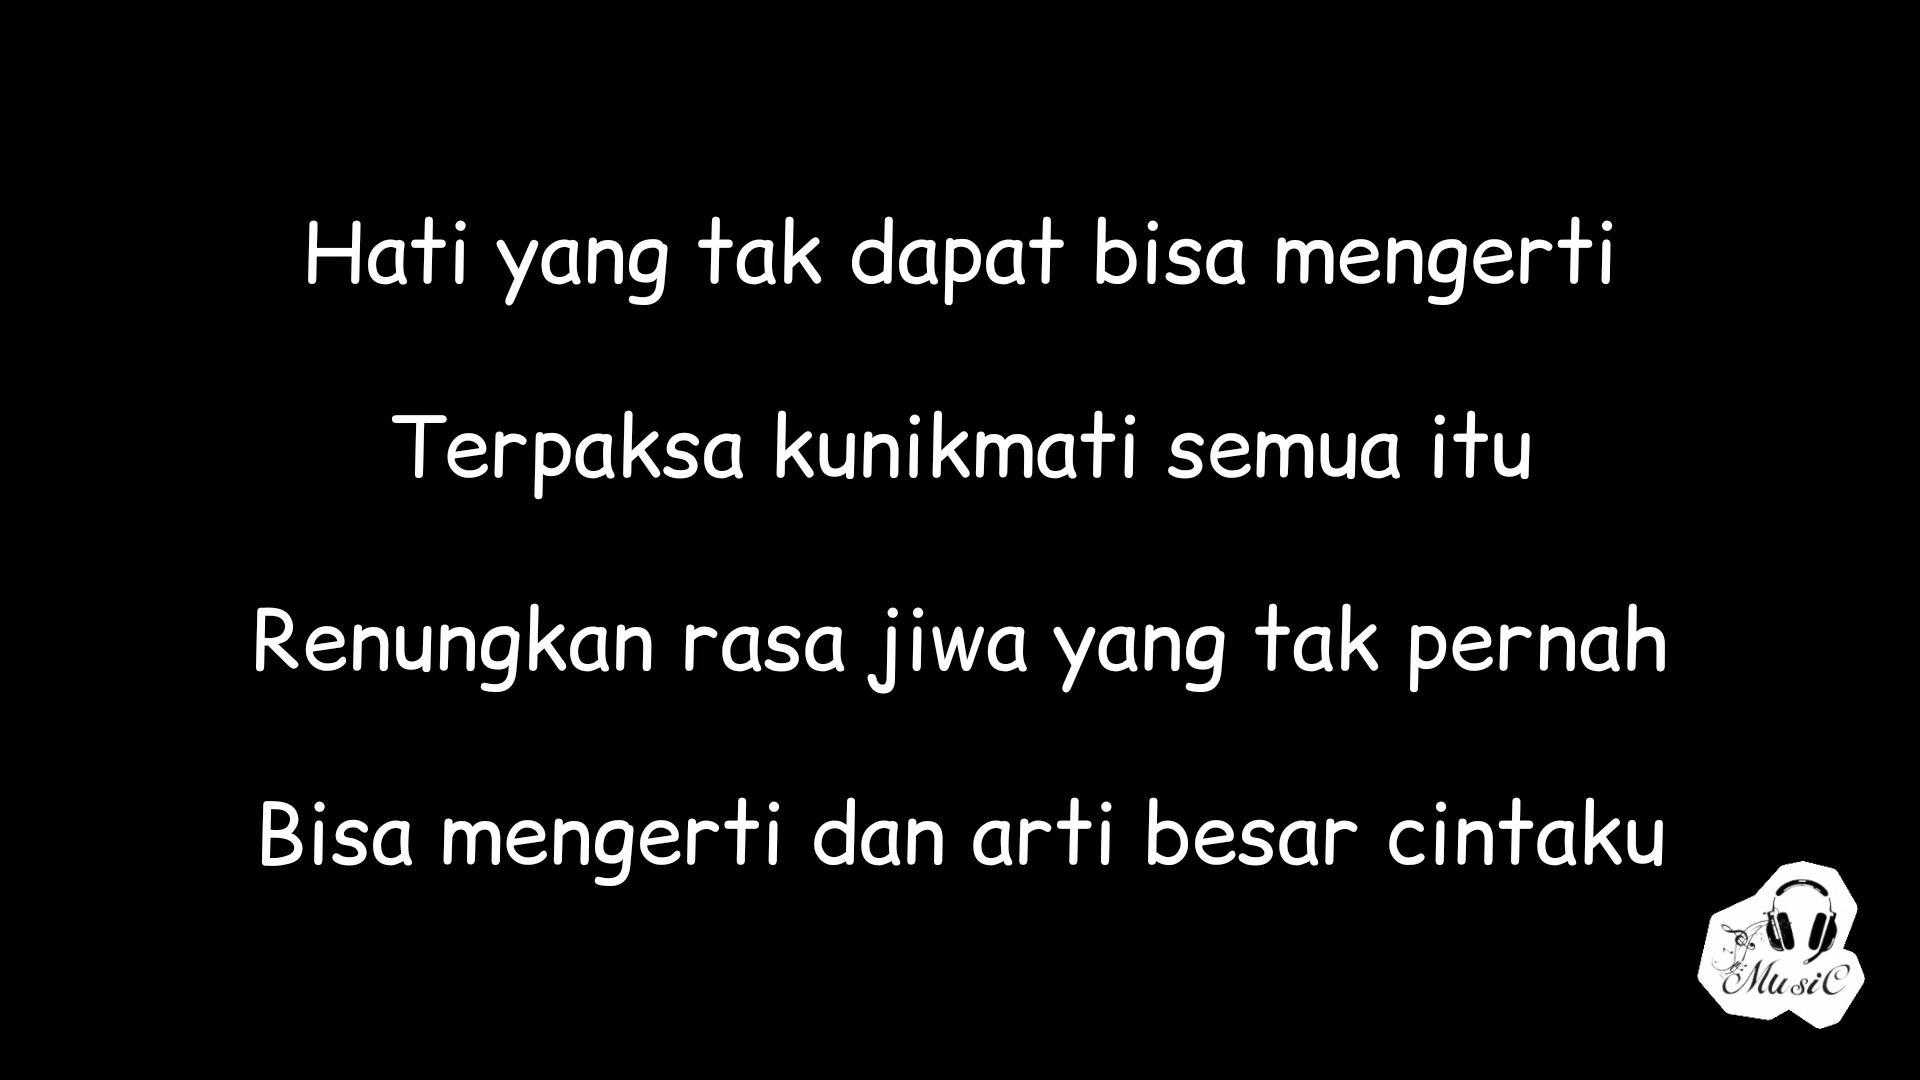 Hati yang tak dapat bisa mengerti
Terpaksa kunikmati semua itu
Renungkan rasa jiwa yang tak pernah
Bisa mengerti dan arti besar cintaku
MusiC